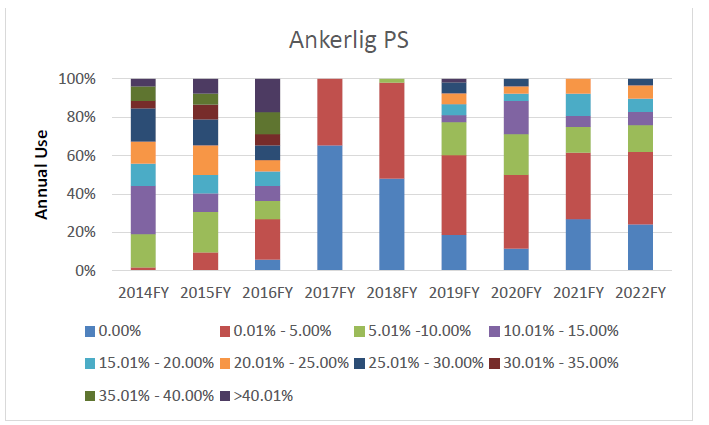 Ankerlig PS
100%
80%
60%
40%
20%
0%
Annual Use
2014FY 2015FY 2016FY 2017FY 2018FY 2019FY 2020FY 2021FY 2022FY
0.00% 0.01% - 5.00% 5.01% -10.00% 10.01% - 15.00%
15.01% - 20.00% 20.01% - 25.00% 25.01% - 30.00% 30.01% - 35.00%
35.01% - 40.00% >40.01%